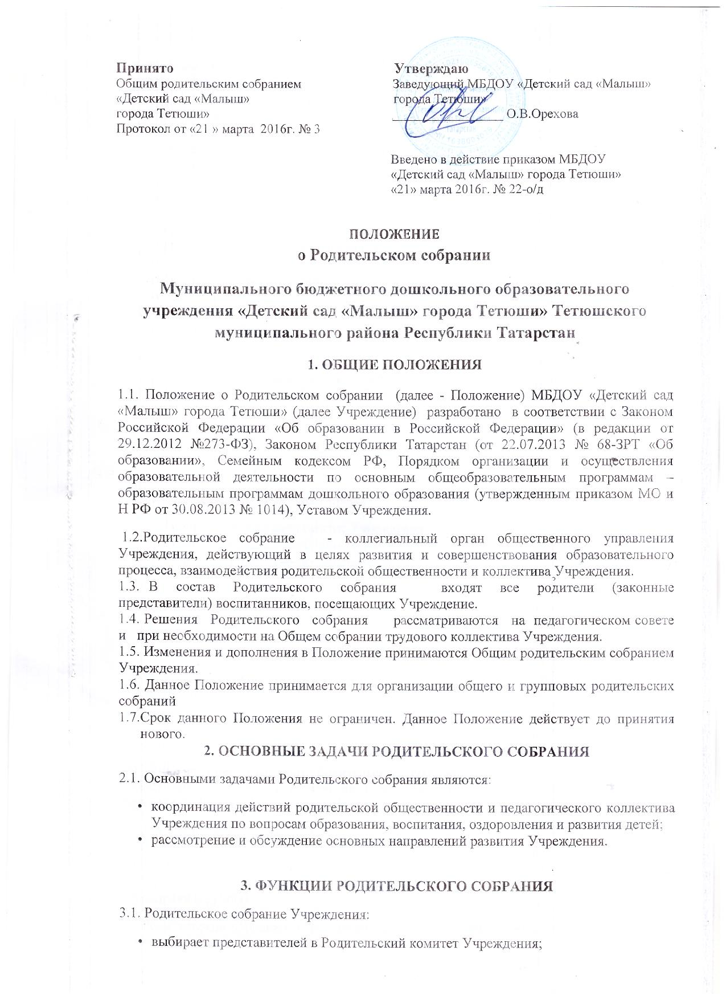 Принято
Общим родительским собранием
«Детский сад «Малыш»
города Тетюши»
Протокол от «21 » марта 2016г. № 3
Утверждаю
Заведующий МБДОУ «Детский сад «Малыш»
города Тетюши»
________________ О.В.Орехова
Введено в действие приказом МБДОУ
«Детский сад «Малыш» города Тетюши»
«21» марта 2016г. № 22-о/д
ПОЛОЖЕНИЕ
о Родительском собрании
Муниципального бюджетного дошкольного образовательного
учреждения «Детский сад «Малыш» города Тетюши» Тетюшского
муниципального района Республики Татарстан
1. ОБЩИЕ ПОЛОЖЕНИЯ
1.1. Положение о Родительском собрании (далее - Положение) МБДОУ «Детский сад
«Малыш» города Тетюши» (далее Учреждение) разработано в соответствии с Законом
Российской Федерации «Об образовании в Российской Федерации» (в редакции от
29.12.2012 №273-ФЗ), Законом Республики Татарстан (от 22.07.2013 № 68-ЗРТ «Об
образовании», Семейным кодексом РФ, Порядком организации и осуществления
образовательной деятельности по основным общеобразовательным программам –
образовательным программам дошкольного образования (утвержденным приказом МО и
Н РФ от 30.08.2013 № 1014), Уставом Учреждения.
1.2.Родительское собрание - коллегиальный орган общественного управления
Учреждения, действующий в целях развития и совершенствования образовательного
процесса, взаимодействия родительской общественности и коллектива Учреждения.
1.3. В состав Родительского собрания входят все родители (законные
представители) воспитанников, посещающих Учреждение.
1.4. Решения Родительского собрания рассматриваются на педагогическом совете
и при необходимости на Общем собрании трудового коллектива Учреждения.
1.5. Изменения и дополнения в Положение принимаются Общим родительским собранием
Учреждения.
1.6. Данное Положение принимается для организации общего и групповых родительских
собраний
1.7.Срок данного Положения не ограничен. Данное Положение действует до принятия
нового.
2. ОСНОВНЫЕ ЗАДАЧИ РОДИТЕЛЬСКОГО СОБРАНИЯ
2.1. Основными задачами Родительского собрания являются:
• координация действий родительской общественности и педагогического коллектива
Учреждения по вопросам образования, воспитания, оздоровления и развития детей;
• рассмотрение и обсуждение основных направлений развития Учреждения.
3. ФУНКЦИИ РОДИТЕЛЬСКОГО СОБРАНИЯ
3.1. Родительское собрание Учреждения:
• выбирает представителей в Родительский комитет Учреждения;